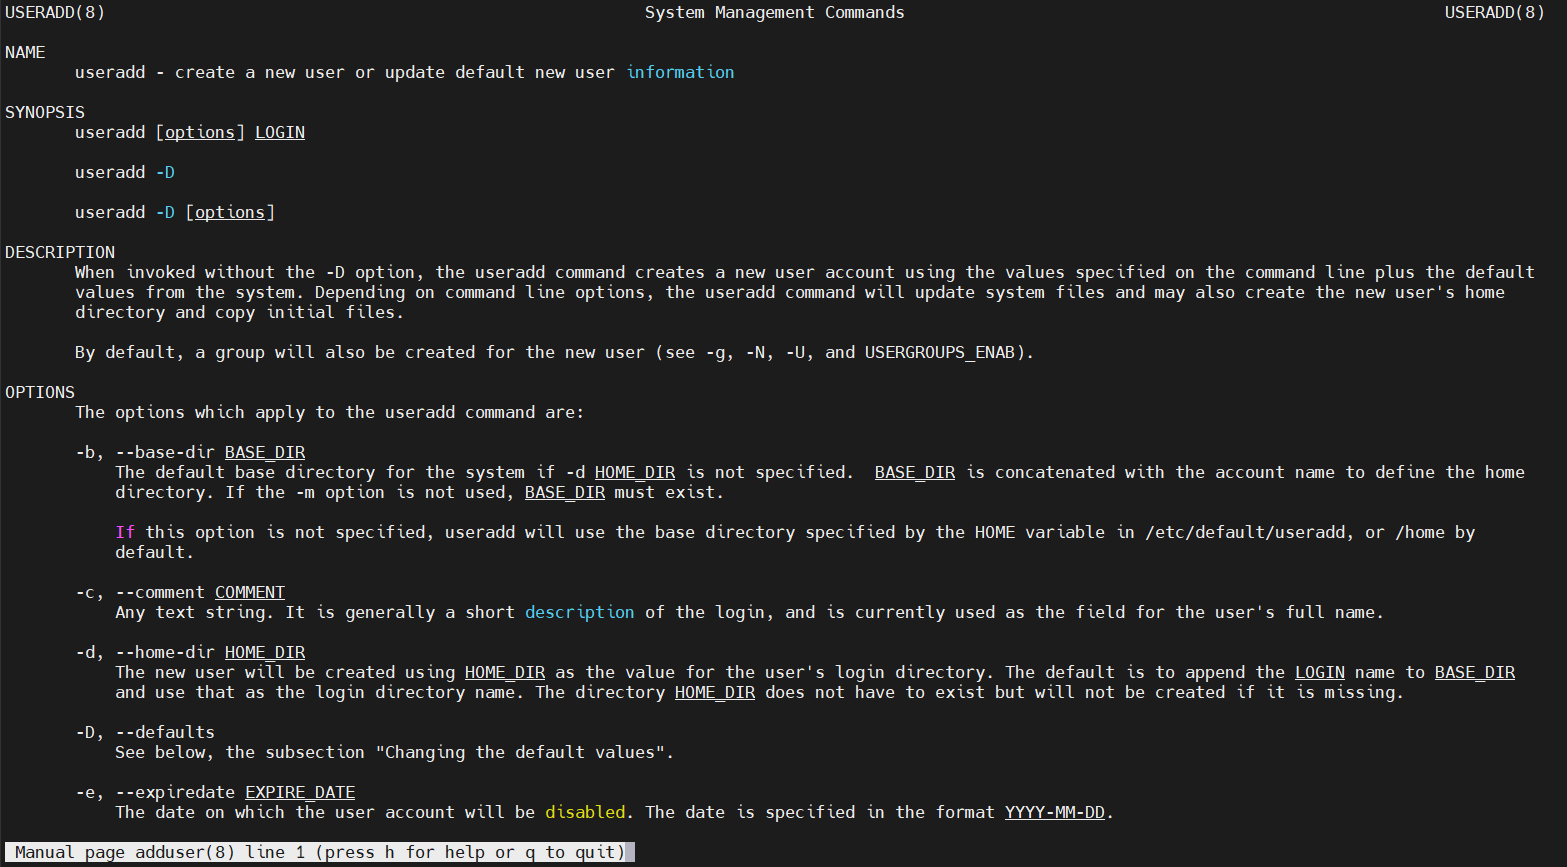 USERADD(8) System Management Commands USERADD(8)
NAME
useradd - create a new user or update default new user information
SYNOPSIS
useradd [options] LOGIN
useradd -D
useradd -D [options]
DESCRIPTION
When invoked without the -D option, the useradd command creates a new user account using the values specified on the command line plus the default
values from the system. Depending on command line options, the useradd command will update system files and may also create the new user's home
directory and copy initial files.
By default, a group will also be created for the new user (see -g, -N, -U, and USERGROUPS_ENAB).
OPTIONS
The options which apply to the useradd command are:
-b, --base-dir BASE_DIR
The default base directory for the system if -d HOME_DIR is not specified.  BASE_DIR is concatenated with the account name to define the home
directory. If the -m option is not used, BASE_DIR must exist.
If this option is not specified, useradd will use the base directory specified by the HOME variable in /etc/default/useradd, or /home by
default.
-c, --comment COMMENT
Any text string. It is generally a short description of the login, and is currently used as the field for the user's full name.
-d, --home-dir HOME_DIR
The new user will be created using HOME_DIR as the value for the user's login directory. The default is to append the LOGIN name to BASE_DIR
and use that as the login directory name. The directory HOME_DIR does not have to exist but will not be created if it is missing.
-D, --defaults
See below, the subsection "Changing the default values".
-e, --expiredate EXPIRE_DATE
The date on which the user account will be disabled. The date is specified in the format YYYY-MM-DD.
Manual page adduser(8) line 1 (press h for help or q to quit)